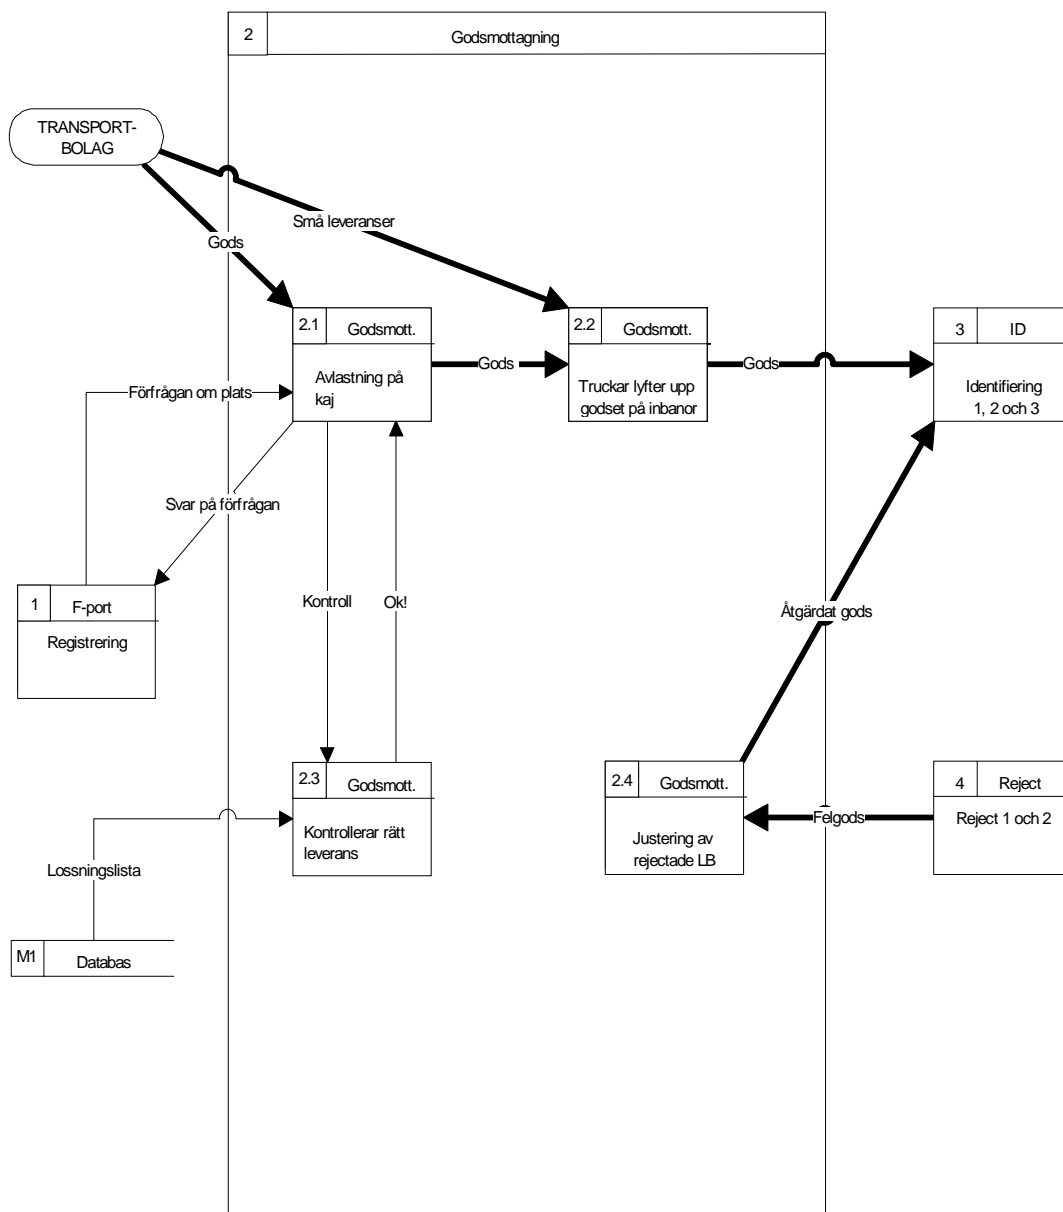 2
Godsmottagning
TRANSPORT-
BOLAG
Små leveranser
Gods
2.1
Godsmott.
Avlastning på
kaj
Gods
2.2
Godsmott.
Truckar lyfter upp
godset på inbanor
Gods
3
ID
Identifiering
1, 2 och 3
Förfrågan om plats
Svar på förfrågan
1
F-port
Registrering
Kontroll
Ok!
Åtgärdat gods
2.3
Godsmott.
Kontrollerar rätt
leverans
2.4
Godsmott.
Justering av
rejectade LB
Felgods
4
Reject
Reject 1 och 2
Lossningslista
M1
Databas